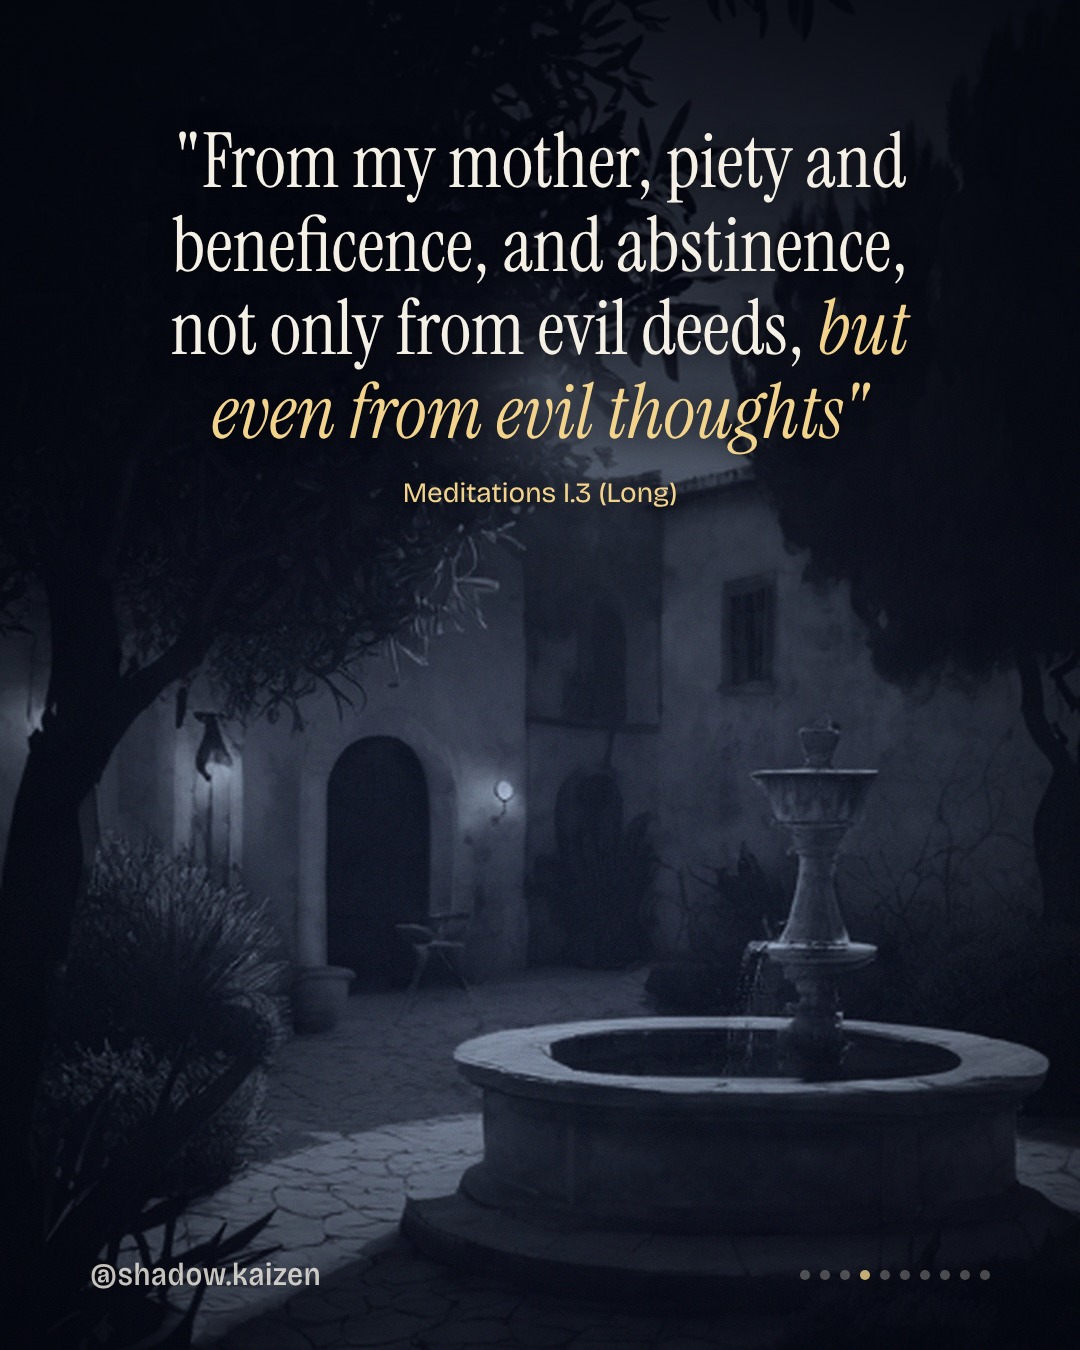 "From my mother, piety and
beneficence, and abstinence,
not only from evil deeds, but
even from evil thoughts"
Meditations I.3 (Long)
@shadow.kaizen